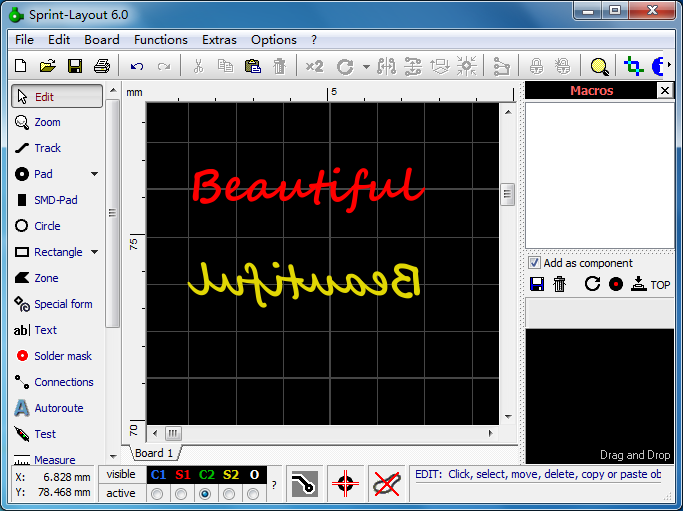 Sprint-Layout 6.0
File Edit Board Functions Extras Options ?
×2
mm
5
Macros
Edit
Zoom
Track
Pad
SMD-Pad
Circle
Rectangle
Zone
Special form
ab Text
Solder mask
Connections
Autoroute
Test
Measure
75
70
Beautiful
Beautiful
Add as component
TOP
Drag and Drop
Board 1
X: 6.828 mm
Y: 78.468 mm
visible C1 S1 C2 S2 O
active
?
EDIT: Click, select, move, delete, copy or paste ob